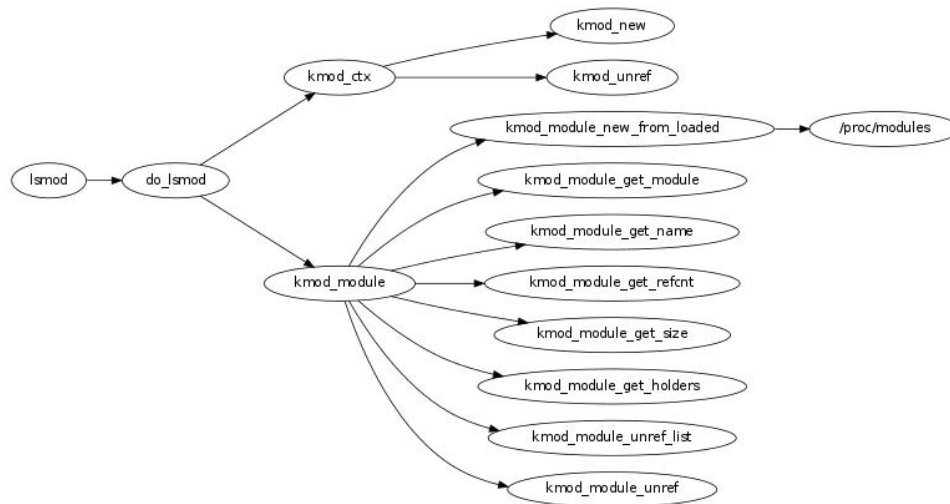 kmod_new
kmod_ctx
kmod_unref
kmod_module_new_from_loaded
/proc/modules
lsmod
do_lsmod
kmod_module_get_module
kmod_module_get_name
kmod_module
kmod_module_get_refcnt
kmod_module_get_size
kmod_module_get_holders
kmod_module_unref_list
kmod_module_unref